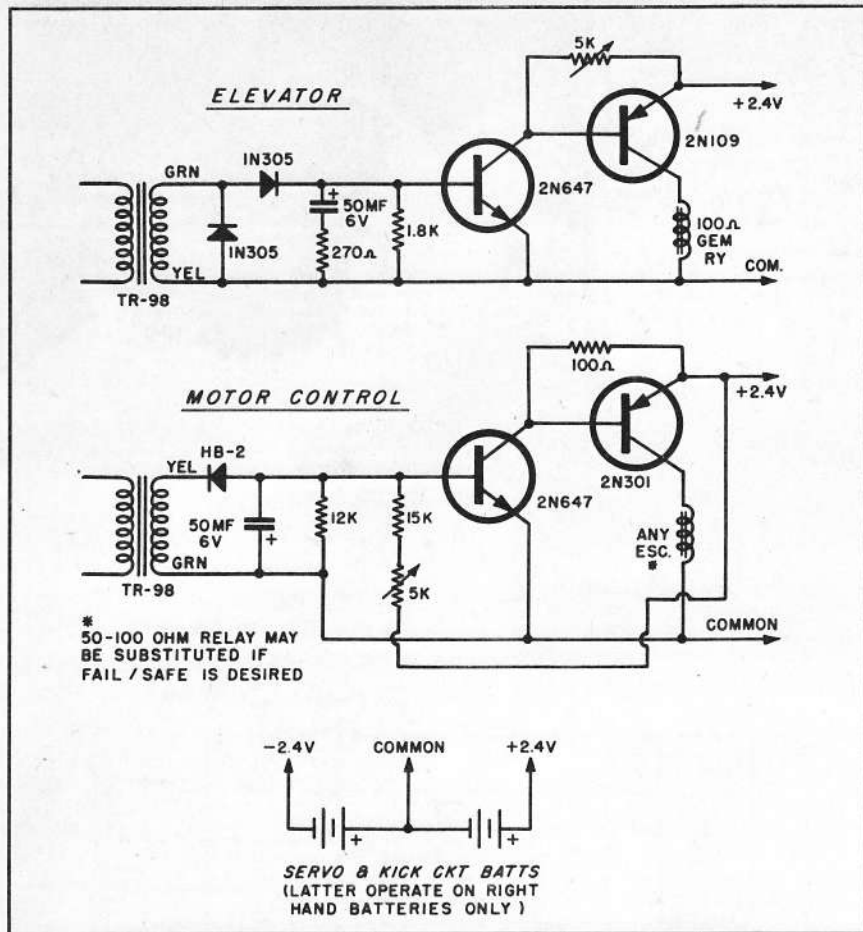 ELEVATOR
5K
+2.4V
2N109
2N647
GRN
1N305
1N305
+
50MF
6V
270Ω
1.8K
100Ω
GEM
RY
YEL
TR-98
COM.
MOTOR CONTROL
100Ω
+2.4V
2N301
2N647
YEL
HB-2
50MF
6V
+
12K
15K
5K
ANY
ESC.
*
GRN
TR-98
COMMON
*
50-100 OHM RELAY MAY
BE SUBSTITUTED IF
FAIL/SAFE IS DESIRED
-2.4V
COMMON
+2.4V
+
+
SERVO & KICK CKT BATTS
(LATTER OPERATE ON RIGHT
HAND BATTERIES ONLY)